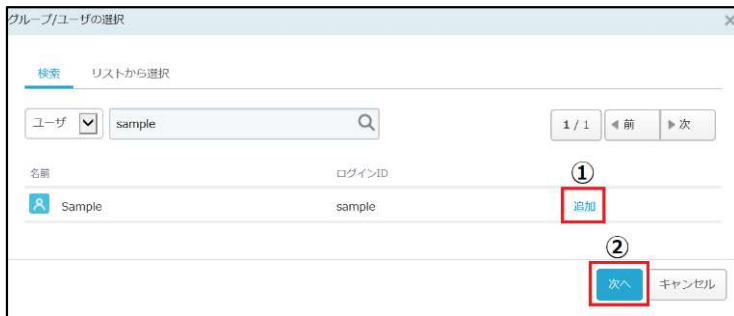 グループ/ユーザの選択
検索 リストから選択
ユーザ sample 1 / 1 ◀前 ▶次
名前 ログインID ①
Sample sample 追加
②
次へ キャンセル